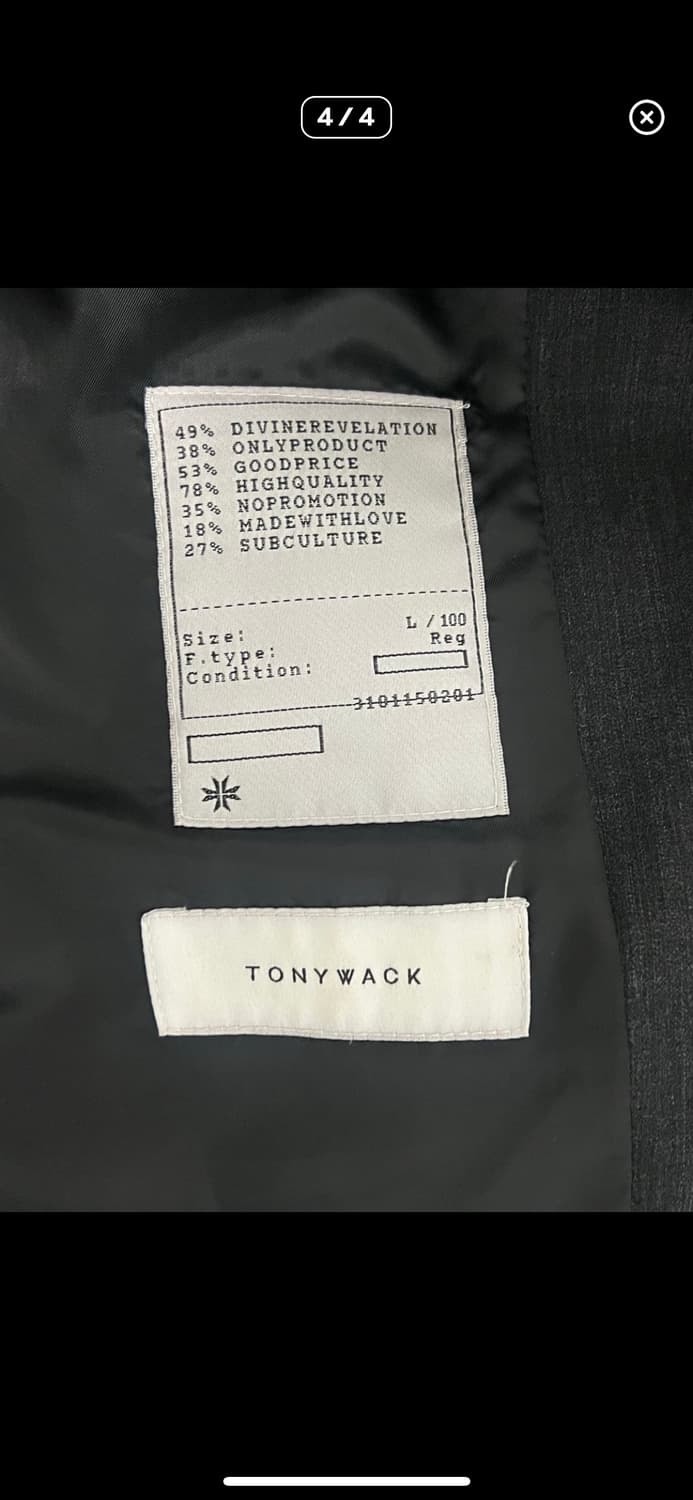 4/4
49% DIVINEREVELATION
38% ONLYPRODUCT
53% GOODPRICE
78% HIGHQUALITY
35% NOPROMOTION
18% MADEWITHLOVE
27% SUBCULTURE
Size: L / 100
F.type: Reg
Condition:
3101150201
TONYWACK